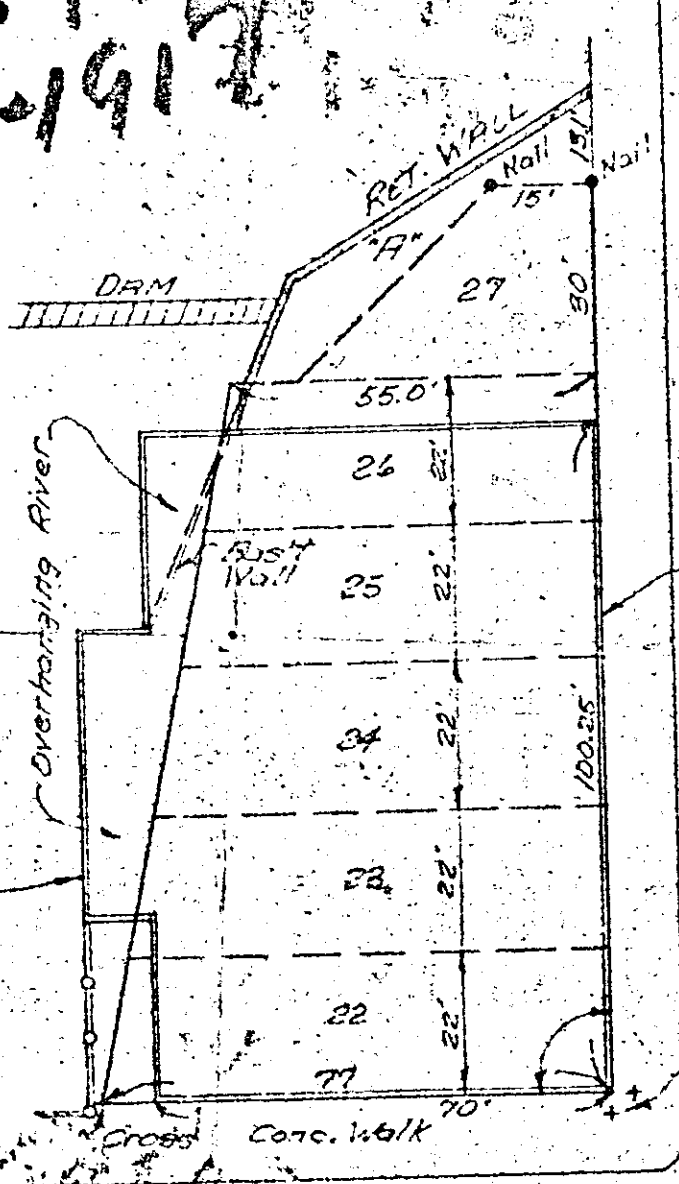 RET. WALL
Nail
15'
15'
Nail
"A"
DAM
27
30'
55.0'
26
22'
Overhanging River
Bas't
Wall
25
22'
24
22'
100.25'
23
22'
22
22'
77
70'
Cross
Conc. Walk